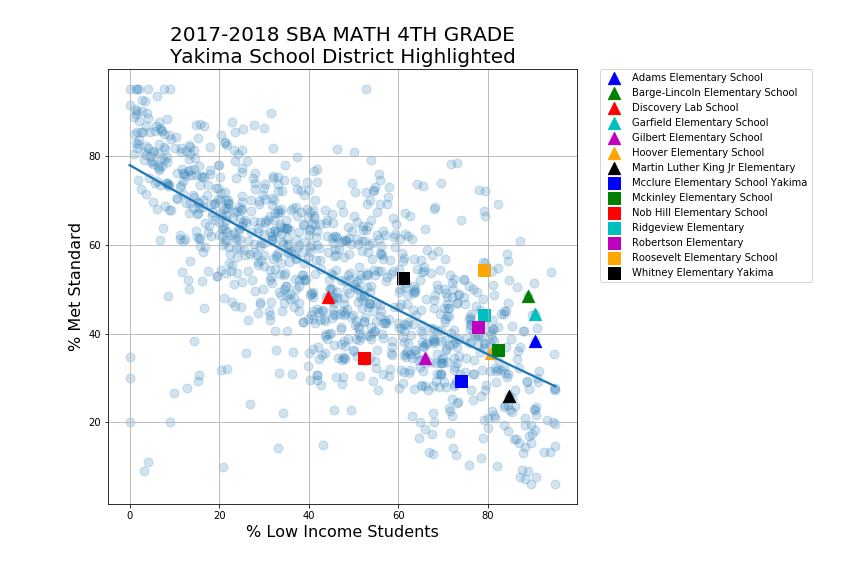 2017-2018 SBA MATH 4TH GRADE
Yakima School District Highlighted
% Met Standard
80
60
40
20
0
20
40
60
80
% Low Income Students
Adams Elementary School
Barge-Lincoln Elementary School
Discovery Lab School
Garfield Elementary School
Gilbert Elementary School
Hoover Elementary School
Martin Luther King Jr Elementary
Mcclure Elementary School Yakima
Mckinley Elementary School
Nob Hill Elementary School
Ridgeview Elementary
Robertson Elementary
Roosevelt Elementary School
Whitney Elementary Yakima